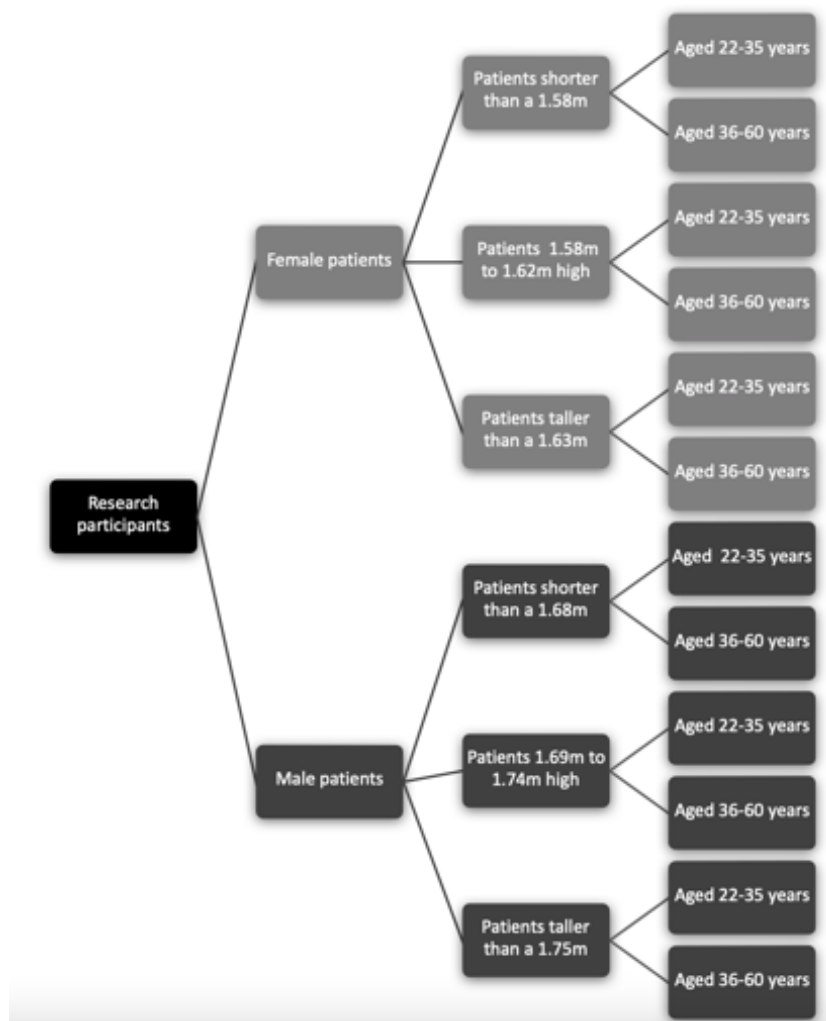 Research
participants
Female patients
Patients shorter
than a 1.58m
Aged 22-35 years
Aged 36-60 years
Patients 1.58m
to 1.62m high
Aged 22-35 years
Aged 36-60 years
Patients taller
than a 1.63m
Aged 22-35 years
Aged 36-60 years
Male patients
Patients shorter
than a 1.68m
Aged 22-35 years
Aged 36-60 years
Patients 1.69m to
1.74m high
Aged 22-35 years
Aged 36-60 years
Patients taller
than a 1.75m
Aged 22-35 years
Aged 36-60 years